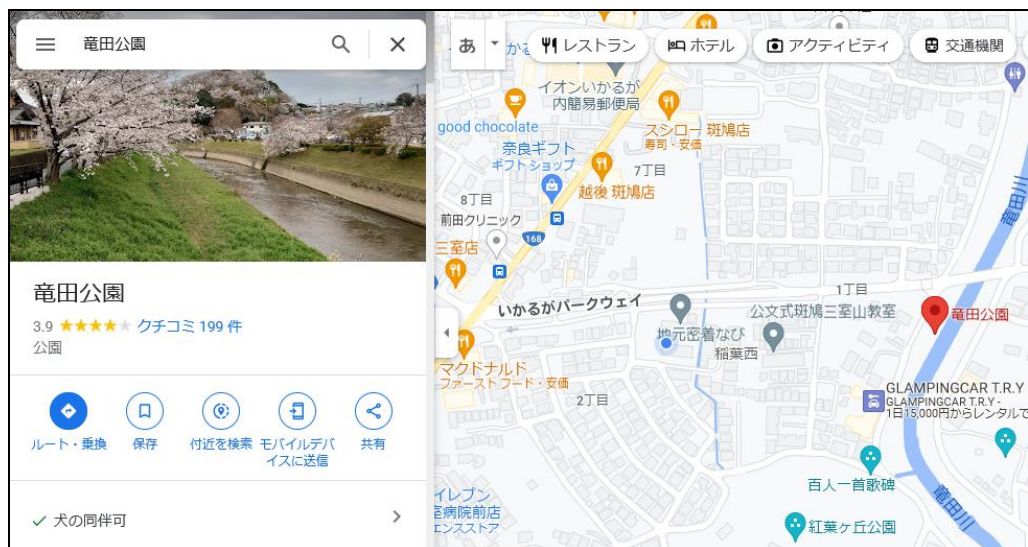 竜田公園
竜田公園
3.9
クチコミ 199 件
公園
ルート・乗換
保存
付近を検索
モバイルデバ
イスに送信
共有
犬の同伴可
あ
レストラン
ホテル
アクティビティ
交通機関
イオンいかるが
内簡易郵便局
good chocolate
スシロー 斑鳩店
寿司・安価
奈良ギフト
ギフトショップ
7丁目
越後 斑鳩店
8丁目
前田クリニック
168
三室店
いかるがパークウェイ
1丁目
公文式斑鳩三室山教室
竜田公園
地元密着なび
稲葉西
マクドナルド
ファーストフード・安価
2丁目
GLAMPINGCAR T.R.Y
GLAMPINGCAR T.R.Y -
1日15,000円からレンタルで
百人一首歌碑
竜田川
竜田川
イレブン
室病院前店
エンスストア
紅葉ヶ丘公園